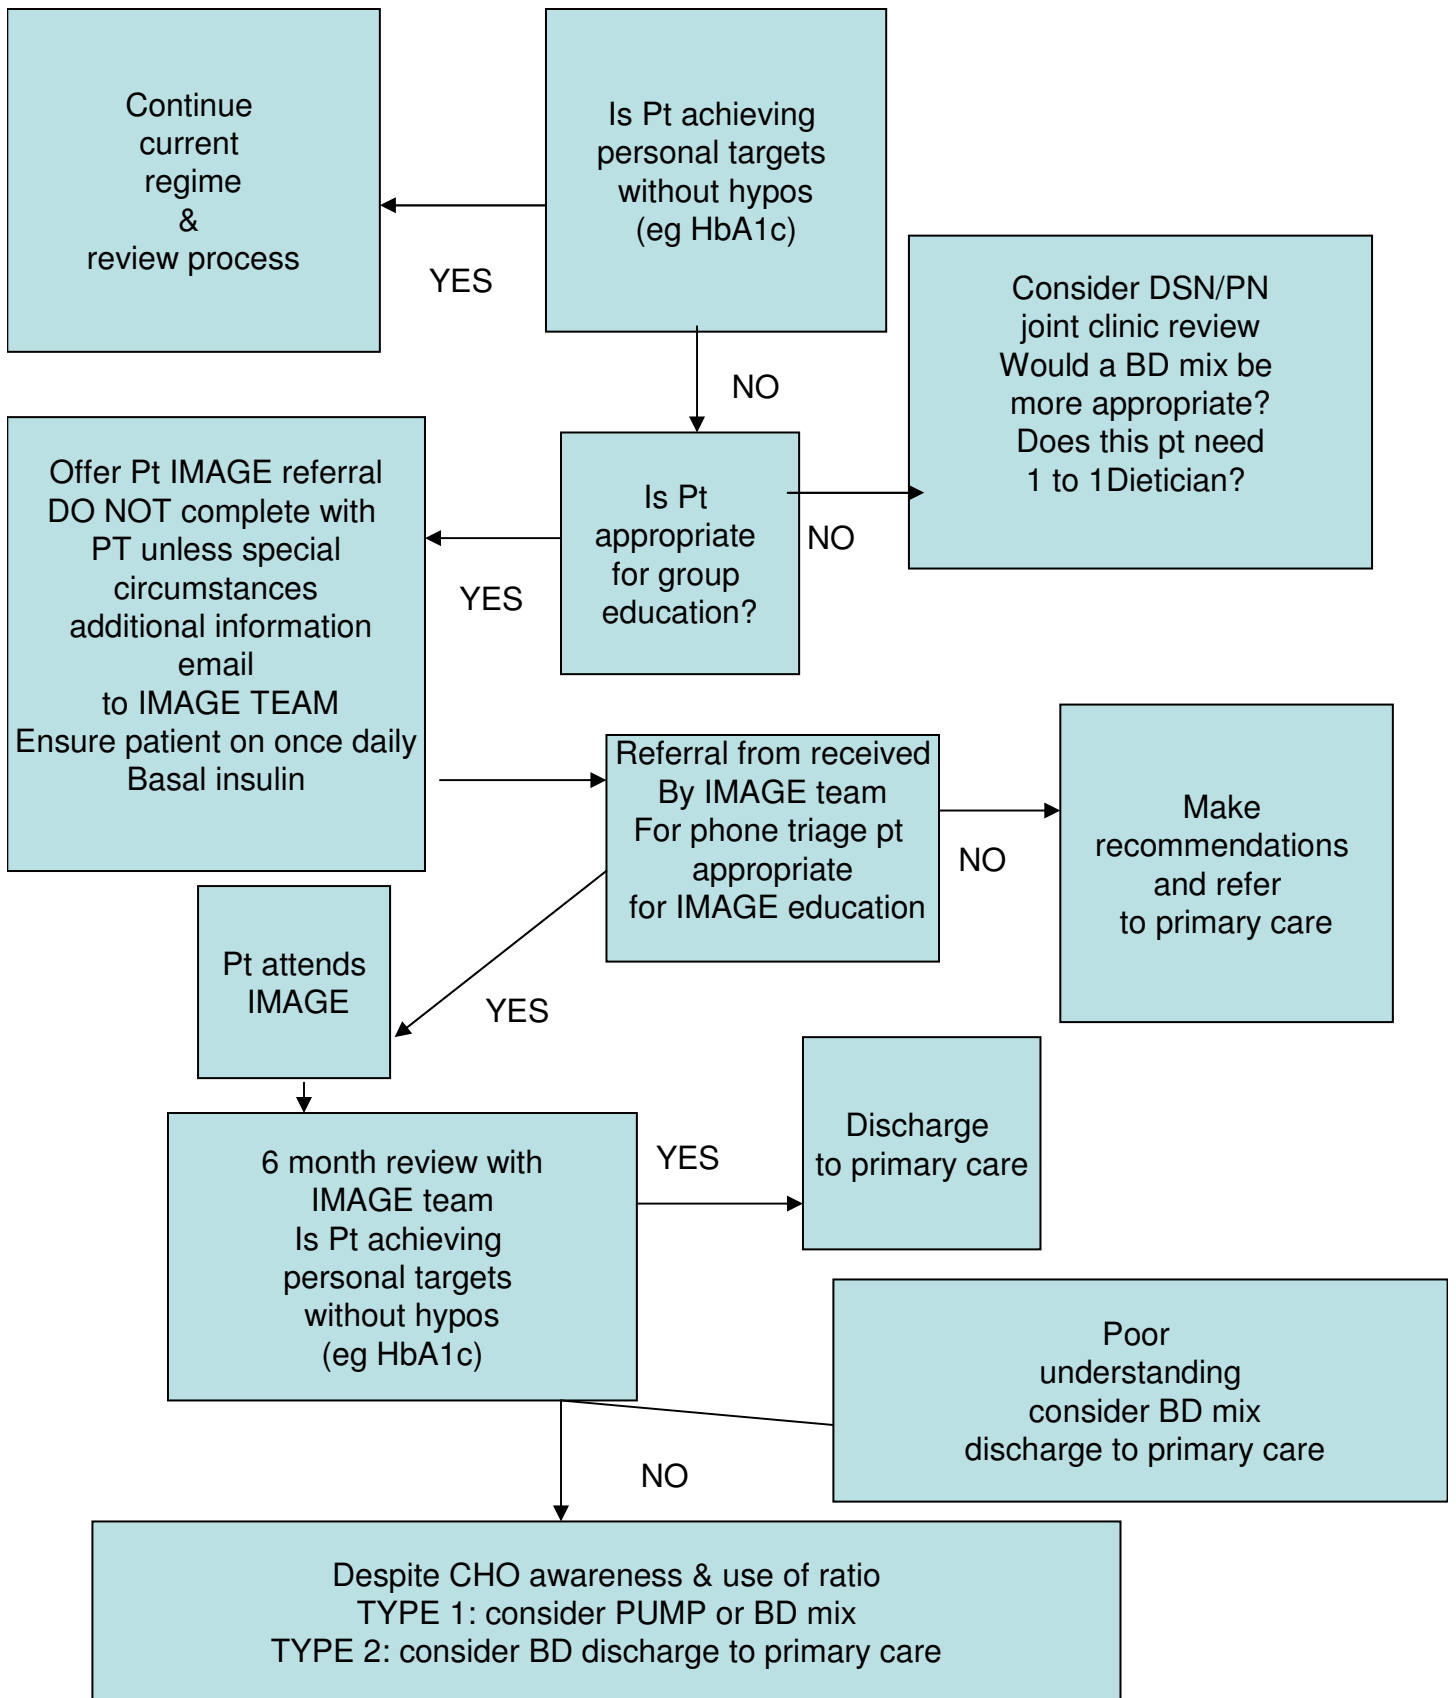 Continue
current
regime
&
review process
Is Pt achieving
personal targets
without hypos
(eg HbA1c)
YES
NO
Consider DSN/PN
joint clinic review
Would a BD mix be
more appropriate?
Does this pt need
1 to 1Dietician?
Offer Pt IMAGE referral
DO NOT complete with
PT unless special
circumstances
additional information
email
to IMAGE TEAM
Ensure patient on once daily
Basal insulin
Is Pt
appropriate
for group
education?
NO
YES
Referral from received
By IMAGE team
For phone triage pt
appropriate
for IMAGE education
NO
Make
recommendations
and refer
to primary care
Pt attends
IMAGE
YES
6 month review with
IMAGE team
Is Pt achieving
personal targets
without hypos
(eg HbA1c)
YES
Discharge
to primary care
Poor
understanding
consider BD mix
discharge to primary care
NO
Despite CHO awareness & use of ratio
TYPE 1: consider PUMP or BD mix
TYPE 2: consider BD discharge to primary care